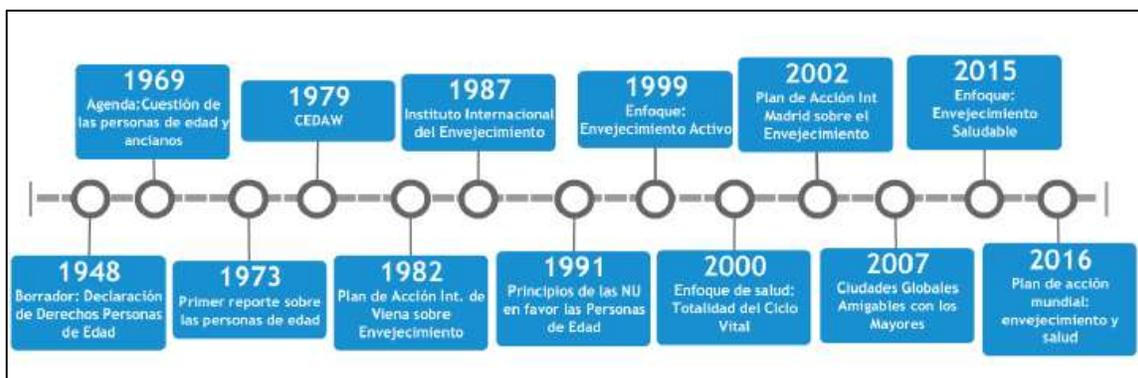 1969
Agenda:Cuestión de
las personas de edad y
ancianos
1979
CEDAW
1987
Instituto Internacional
del Envejecimiento
1999
Enfoque:
Envejecimiento Activo
2002
Plan de Acción Int
Madrid sobre el
Envejecimiento
2015
Enfoque:
Envejecimiento
Saludable
1948
Borrador: Declaración
de Derechos Personas
de Edad
1973
Primer reporte sobre
las personas de edad
1982
Plan de Acción Int. de
Viena sobre
Envejecimiento
1991
Principios de las NU
en favor las Personas
de Edad
2000
Enfoque de salud:
Totalidad del Ciclo
Vital
2007
Ciudades Globales
Amigables con los
Mayores
2016
Plan de acción
mundial:
envejecimiento y
salud